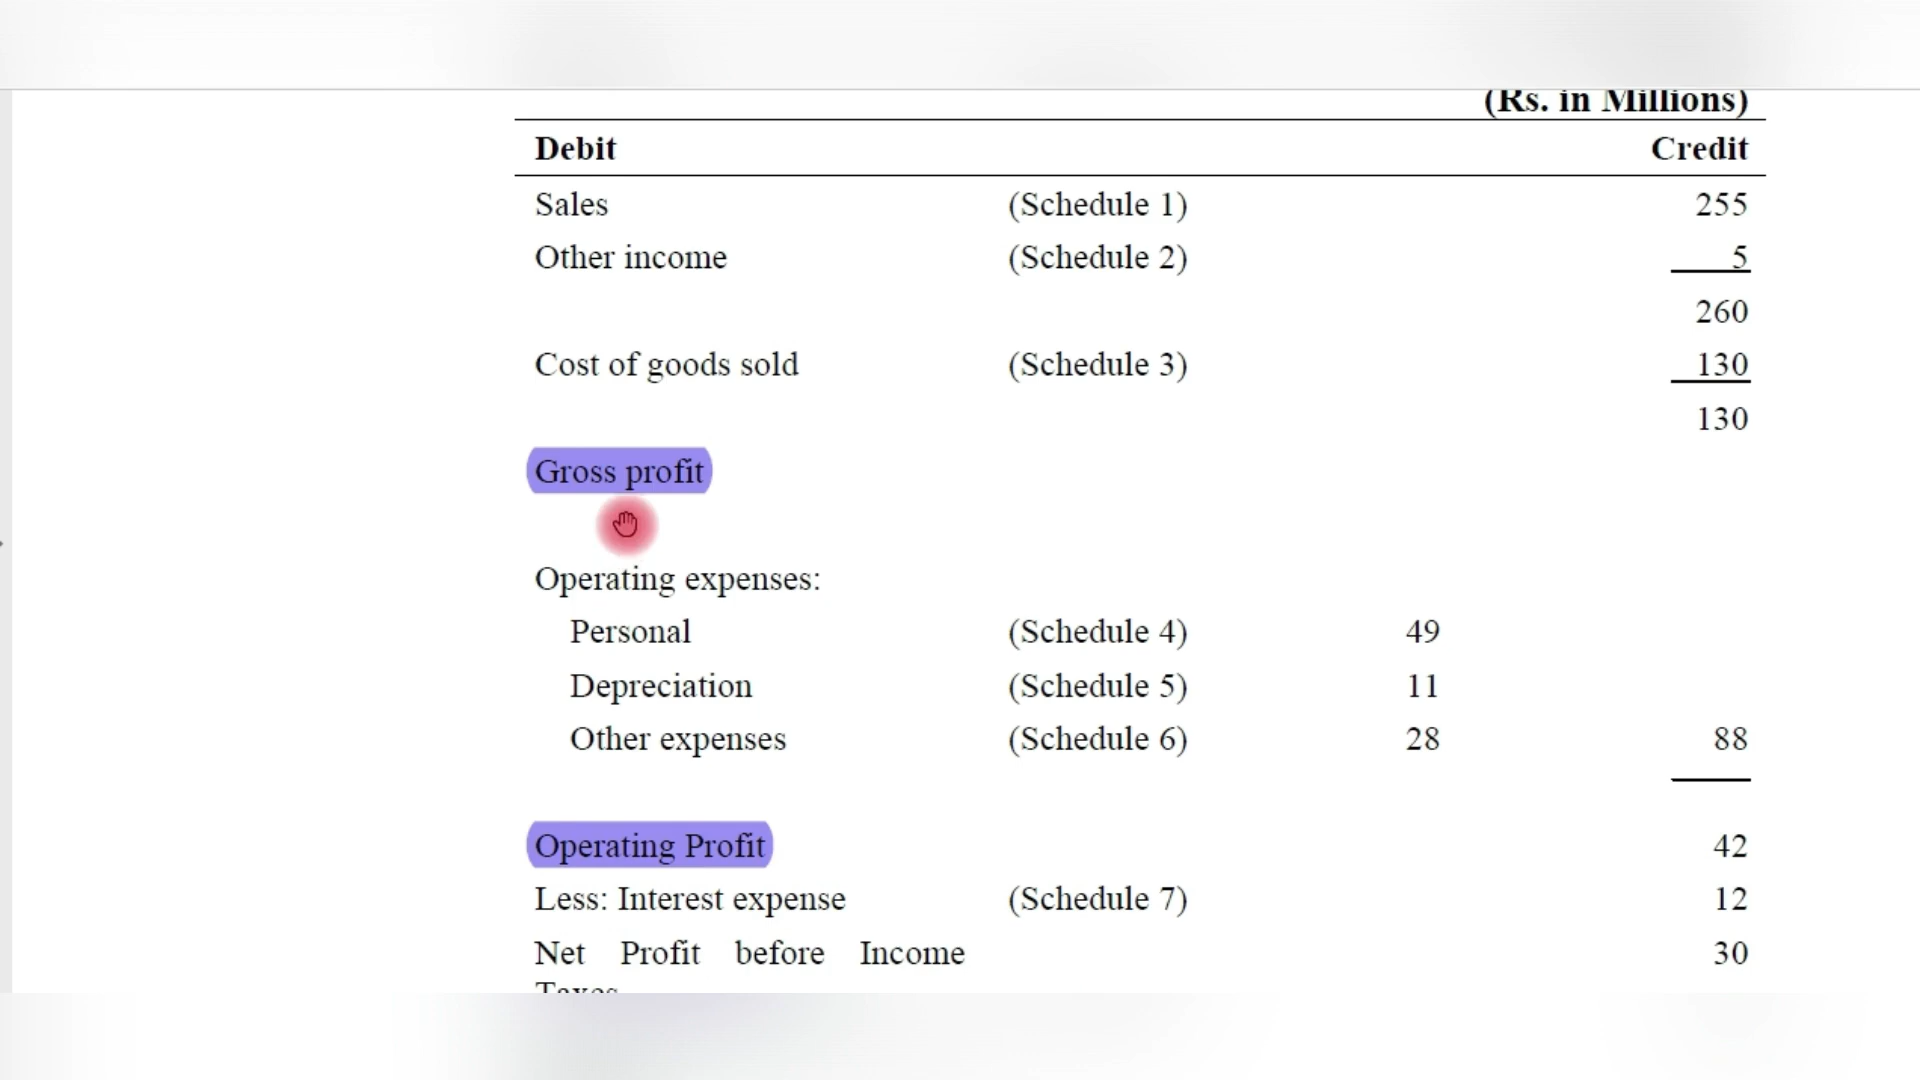 (Rs. in Millions)
Debit Credit
Sales (Schedule 1) 255
Other income (Schedule 2) 5
260
Cost of goods sold (Schedule 3) 130
130
Gross profit
Operating expenses:
Personal (Schedule 4) 49
Depreciation (Schedule 5) 11
Other expenses (Schedule 6) 28 88
Operating Profit 42
Less: Interest expense (Schedule 7) 12
Net Profit before Income 30
Taxes